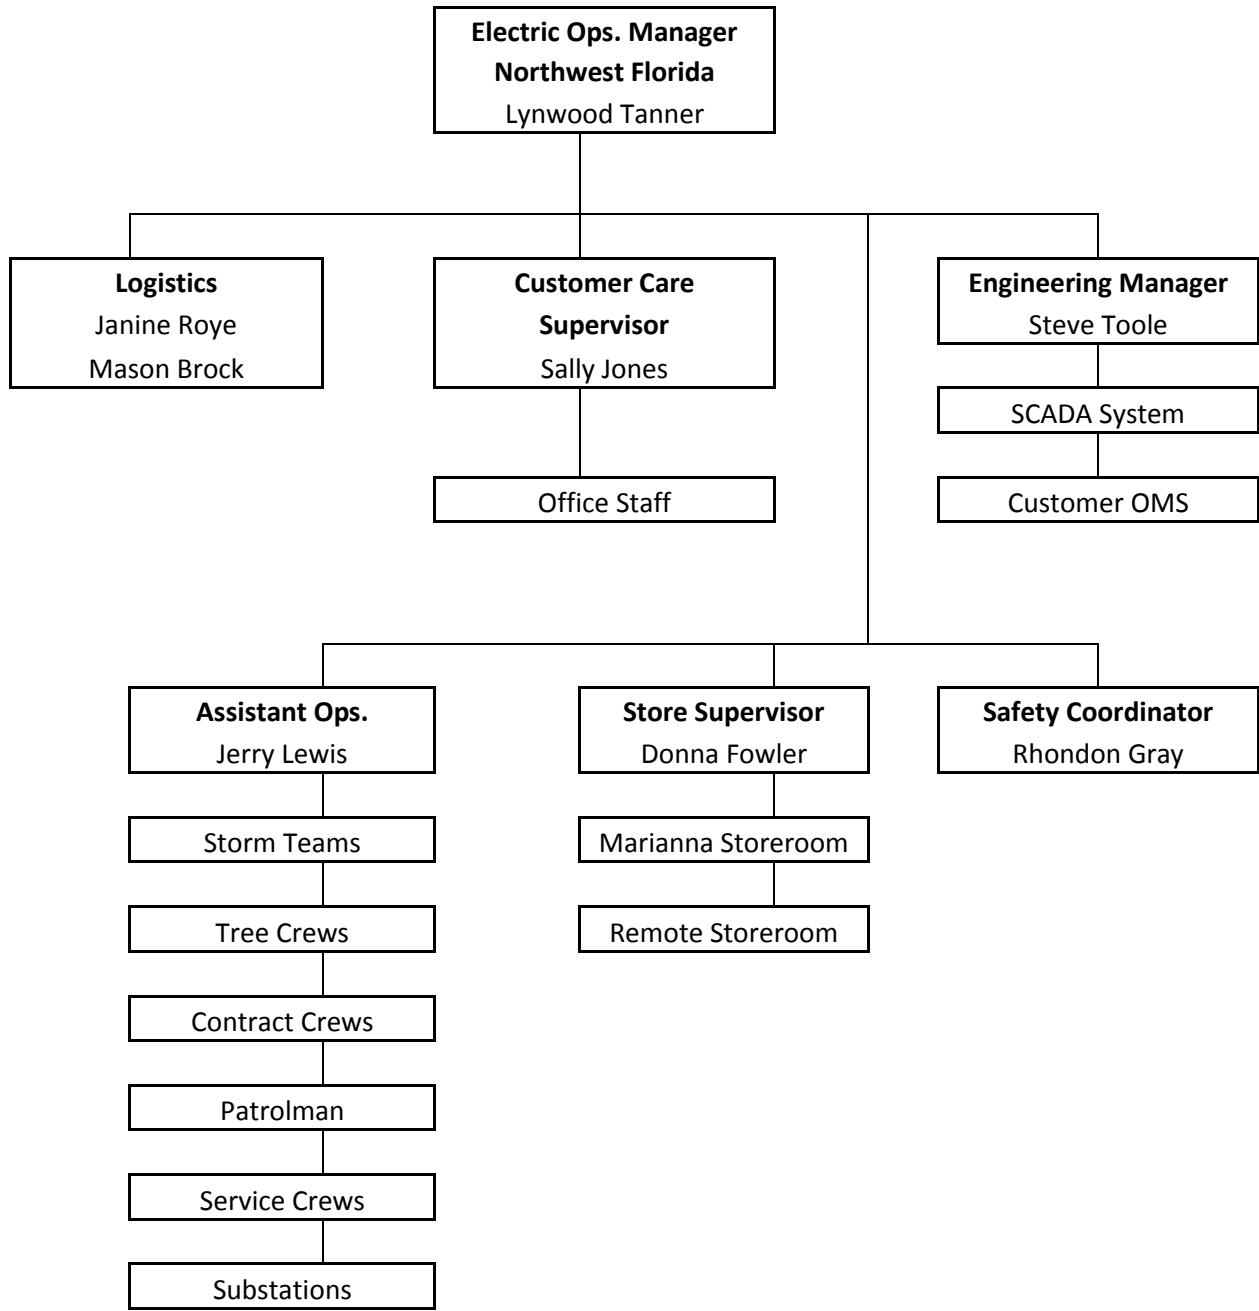 Electric Ops. Manager
Northwest Florida
Lynwood Tanner
Logistics
Janine Roye
Mason Brock
Customer Care
Supervisor
Sally Jones
Engineering Manager
Steve Toole
SCADA System
Office Staff
Customer OMS
Assistant Ops.
Jerry Lewis
Store Supervisor
Donna Fowler
Safety Coordinator
Rhondon Gray
Storm Teams
Marianna Storeroom
Tree Crews
Remote Storeroom
Contract Crews
Patrolman
Service Crews
Substations